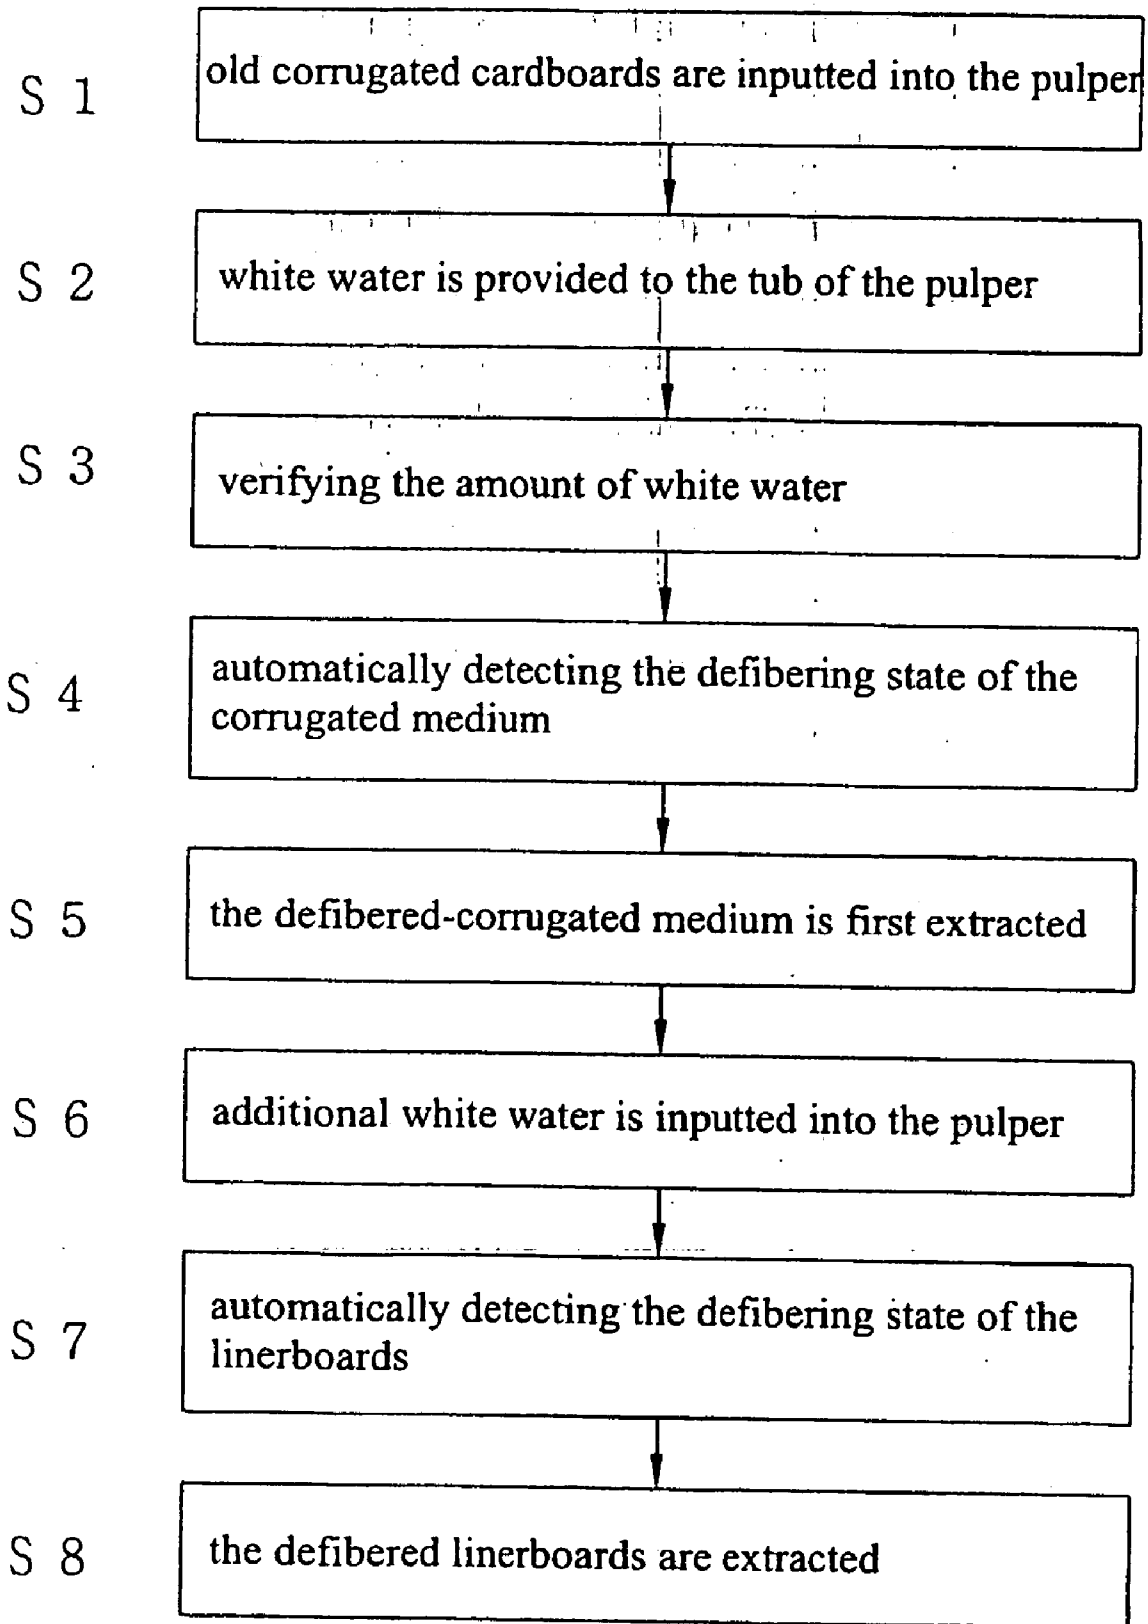 S 1
old corrugated cardboards are inputted into the pulper
S 2
white water is provided to the tub of the pulper
S 3
verifying the amount of white water
S 4
automatically detecting the defibering state of the
corrugated medium
S 5
the defibered-corrugated medium is first extracted
S 6
additional white water is inputted into the pulper
S 7
automatically detecting the defibering state of the
linerboards
S 8
the defibered linerboards are extracted